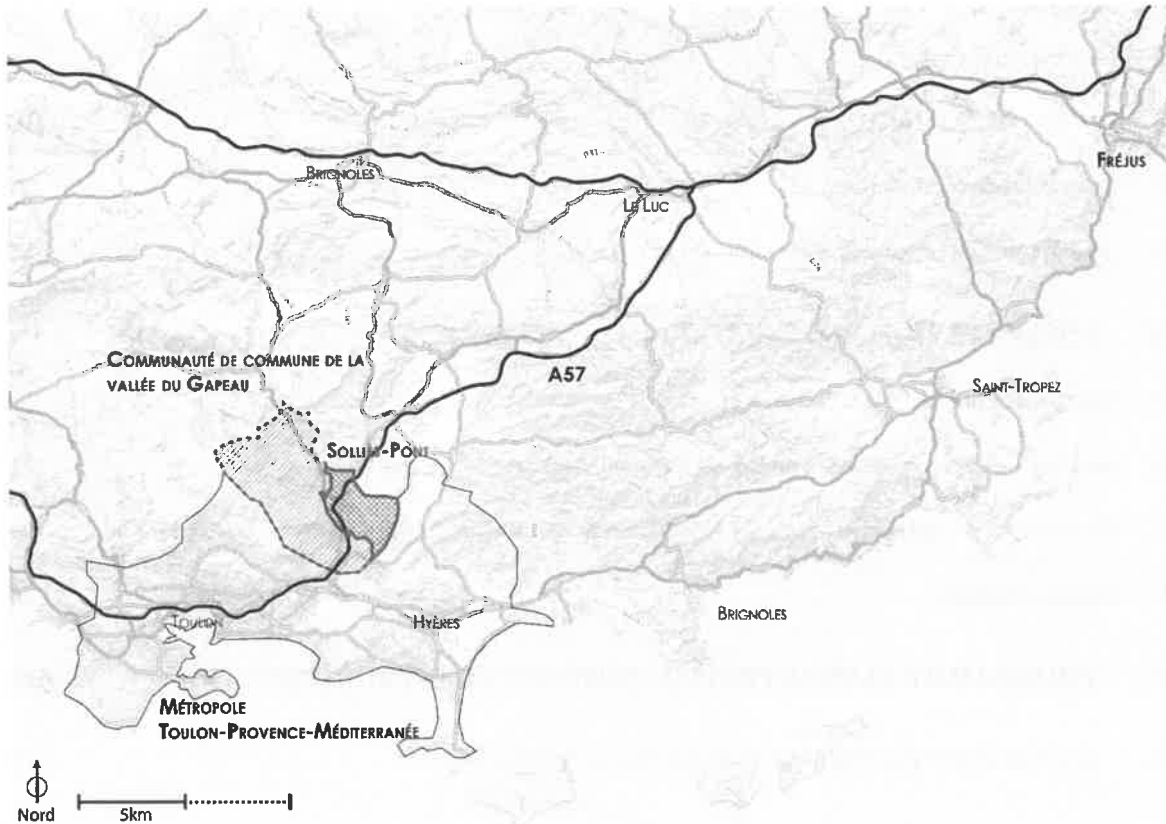 BRIGNOLES
LE LUC
FRÉJUS
COMMUNAUTÉ DE COMMUNE DE LA
VALLÉE DU GAPEAU
A57
SAINT-TROPEZ
TOULON
HYÈRES
BRIGNOLES
MÉTROPOLE
TOULON-PROVENCE-MÉDITERRANÉE
Nord
5km